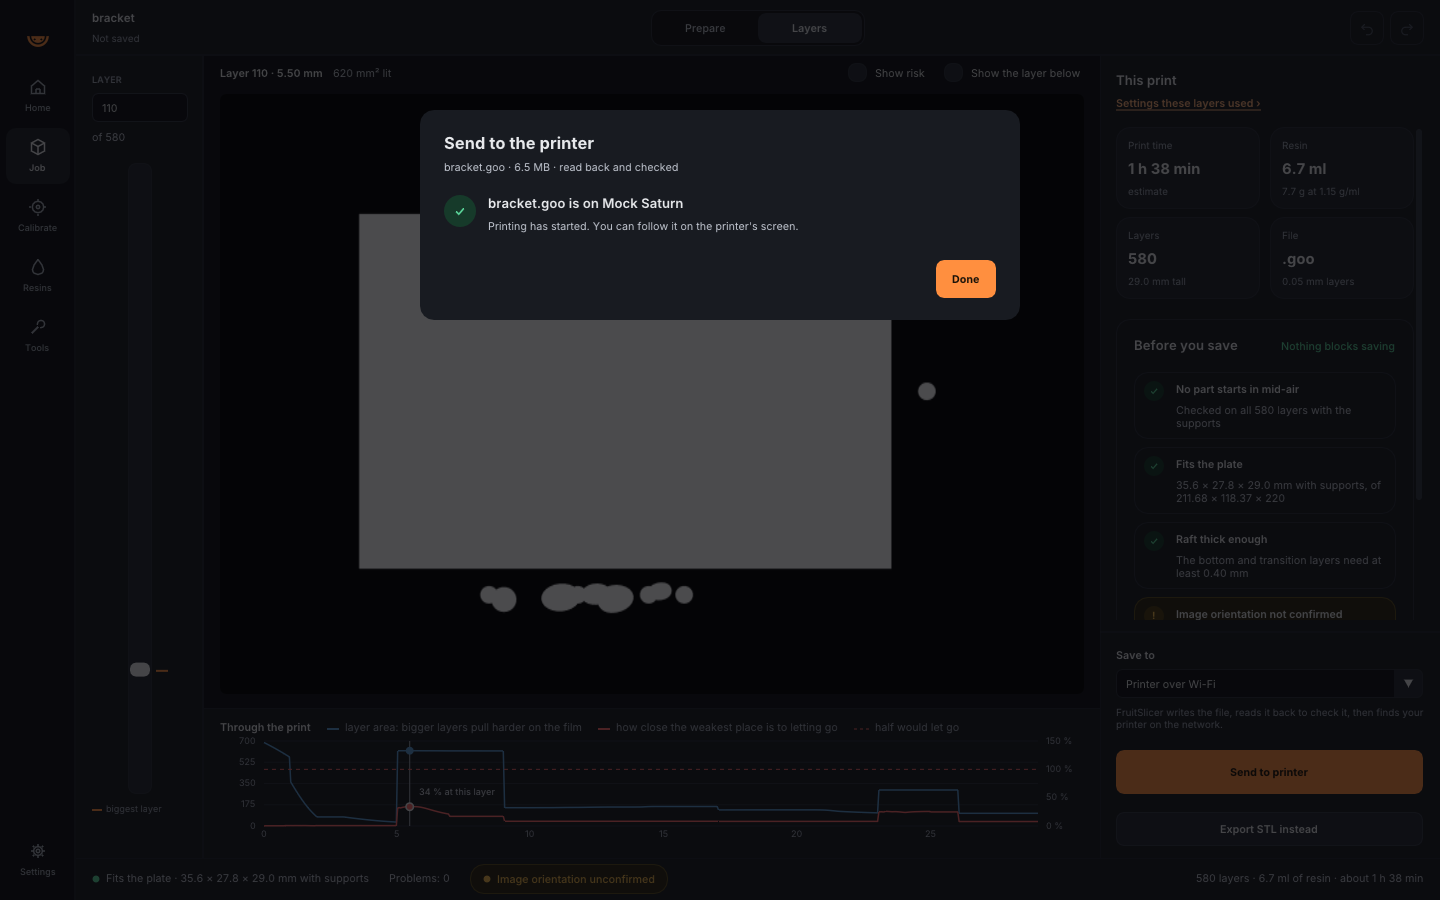 bracket
Not saved
Prepare
Layers
Home
Job
Calibrate
Resins
Tools
Settings
LAYER
110
of 580
biggest layer
Layer 110 · 5.50 mm 620 mm² lit
Show risk
Show the layer below
Send to the printer
bracket.goo · 6.5 MB · read back and checked
bracket.goo is on Mock Saturn
Printing has started. You can follow it on the printer's screen.
Done
Through the print
layer area: bigger layers pull harder on the film
how close the weakest place is to letting go
half would let go
700
525
350
175
0
150 %
100 %
50 %
0 %
34 % at this layer
0 5 10 15 20 25
This print
Settings these layers used ›
Print time
1 h 38 min
estimate
Resin
6.7 ml
7.7 g at 1.15 g/ml
Layers
580
29.0 mm tall
File
.goo
0.05 mm layers
Before you save
Nothing blocks saving
No part starts in mid-air
Checked on all 580 layers with the
supports
Fits the plate
35.6 × 27.8 × 29.0 mm with supports, of
211.68 × 118.37 × 220
Raft thick enough
The bottom and transition layers need at
least 0.40 mm
Image orientation not confirmed
Save to
Printer over Wi-Fi
FruitSlicer writes the file, reads it back to check it, then finds your
printer on the network.
Send to printer
Export STL instead
Fits the plate · 35.6 × 27.8 × 29.0 mm with supports
Problems: 0
Image orientation unconfirmed
580 layers · 6.7 ml of resin · about 1 h 38 min